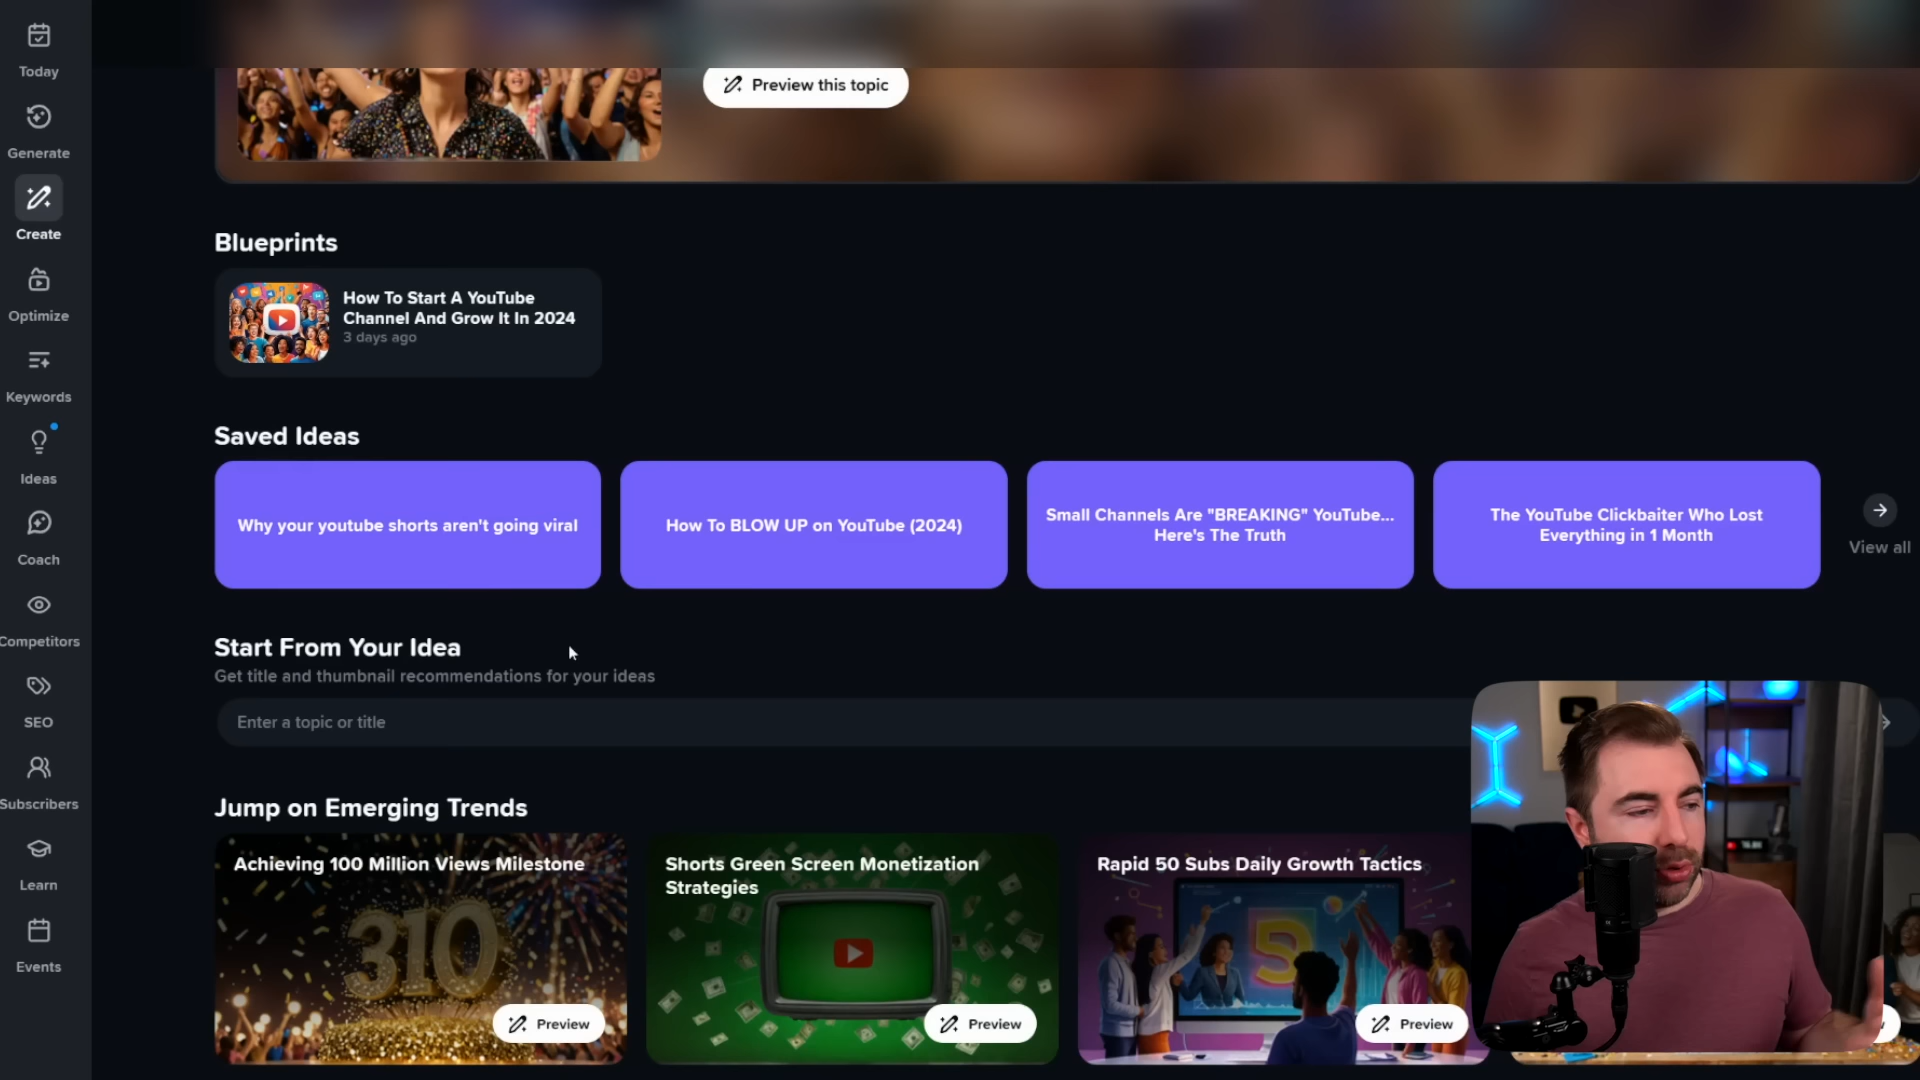 Today
Generate
Create
Optimize
Keywords
Ideas
Coach
Competitors
SEO
Subscribers
Learn
Events
Preview this topic
Blueprints
How To Start A YouTube
Channel And Grow It In 2024
3 days ago
Saved Ideas
Why your youtube shorts aren't going viral
How To BLOW UP on YouTube (2024)
Small Channels Are "BREAKING" YouTube...
Here's The Truth
The YouTube Clickbaiter Who Lost
Everything in 1 Month
View all
Start From Your Idea
Get title and thumbnail recommendations for your ideas
Enter a topic or title
Jump on Emerging Trends
Achieving 100 Million Views Milestone
310
Preview
Shorts Green Screen Monetization
Strategies
Preview
Rapid 50 Subs Daily Growth Tactics
5
Preview